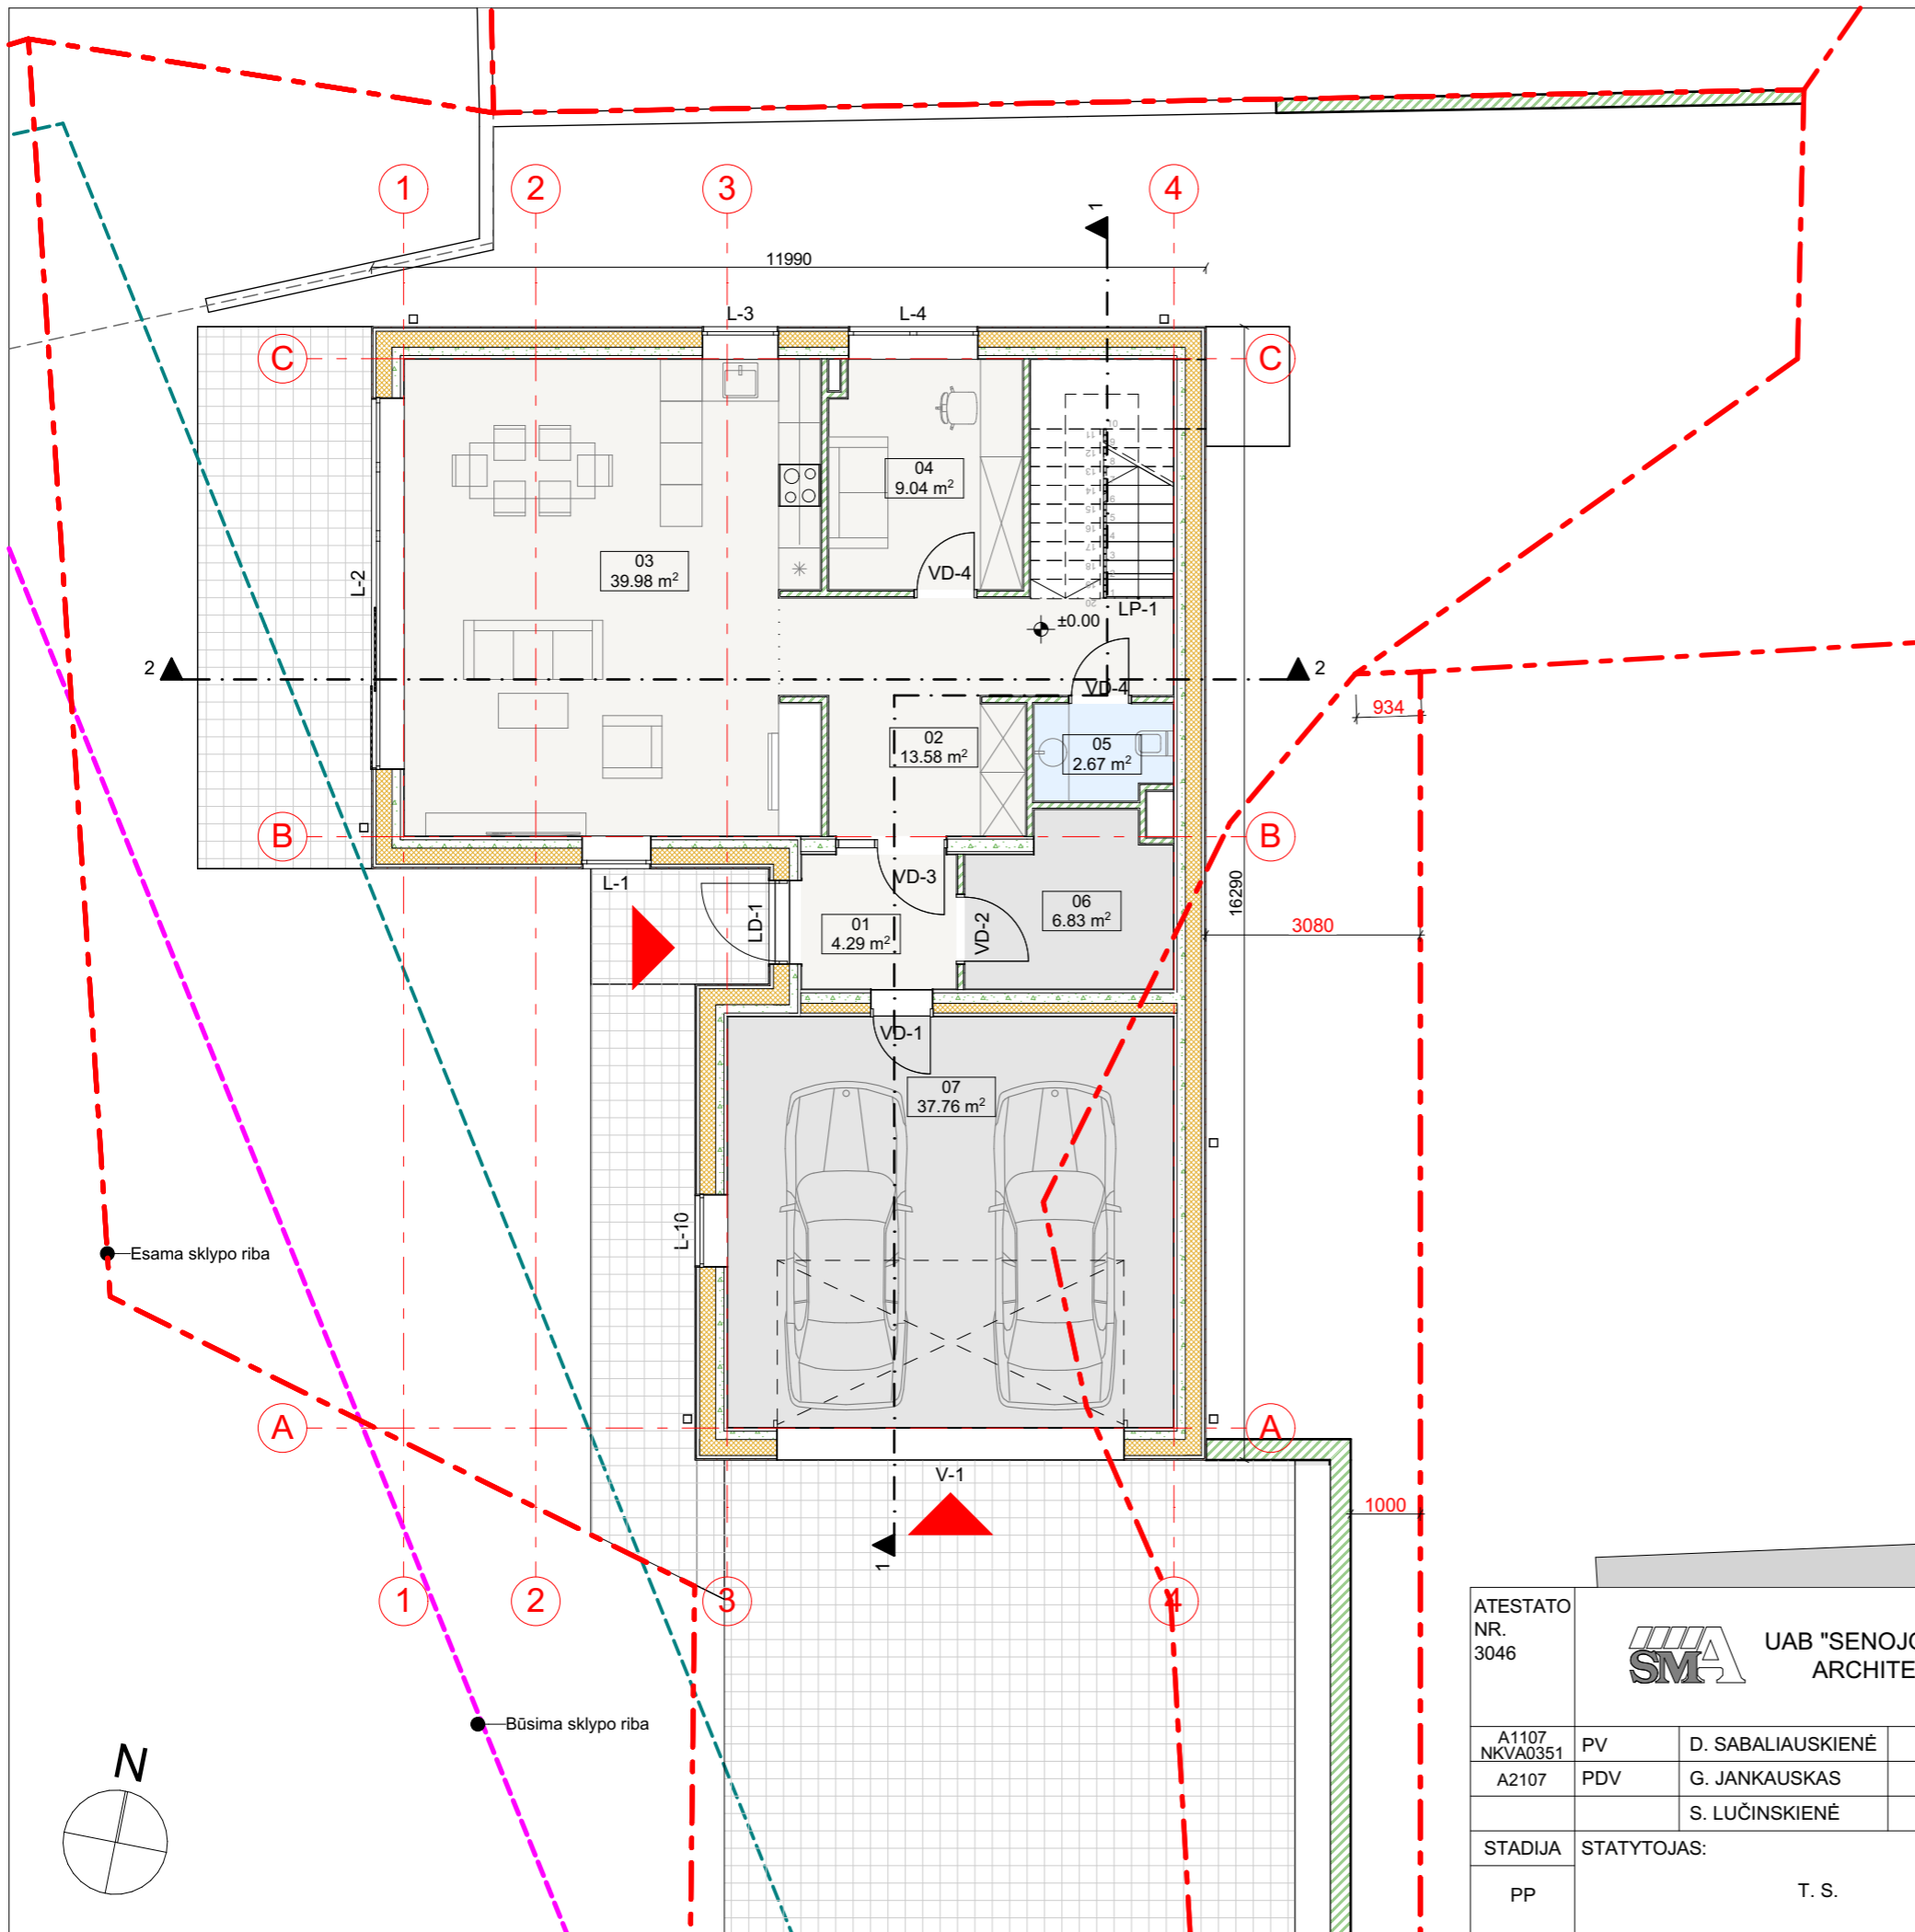 1
2
3
4
1
11990
L-3
L-4
C
C
04
9.04 m²
03
39.98 m²
VD-4
L-2
LP-1
±0.00
2
2
VD-4
934
02
13.58 m²
05
2.67 m²
B
B
L-1
VD-3
LD-1
01
4.29 m²
VD-2
06
6.83 m²
16290
3080
VD-1
07
37.76 m²
L-10
Esama sklypo riba
A
A
V-1
1000
1
1
2
3
4
Būsima sklypo riba
N
ATESTATO
NR.
3046
SMA
UAB "SENOJO
ARCHITE
A1107
NKVA0351
PV
D. SABALIAUSKIENĖ
A2107
PDV
G. JANKAUSKAS
S. LUČINSKIENĖ
STADIJA
STATYTOJAS:
PP
T. S.